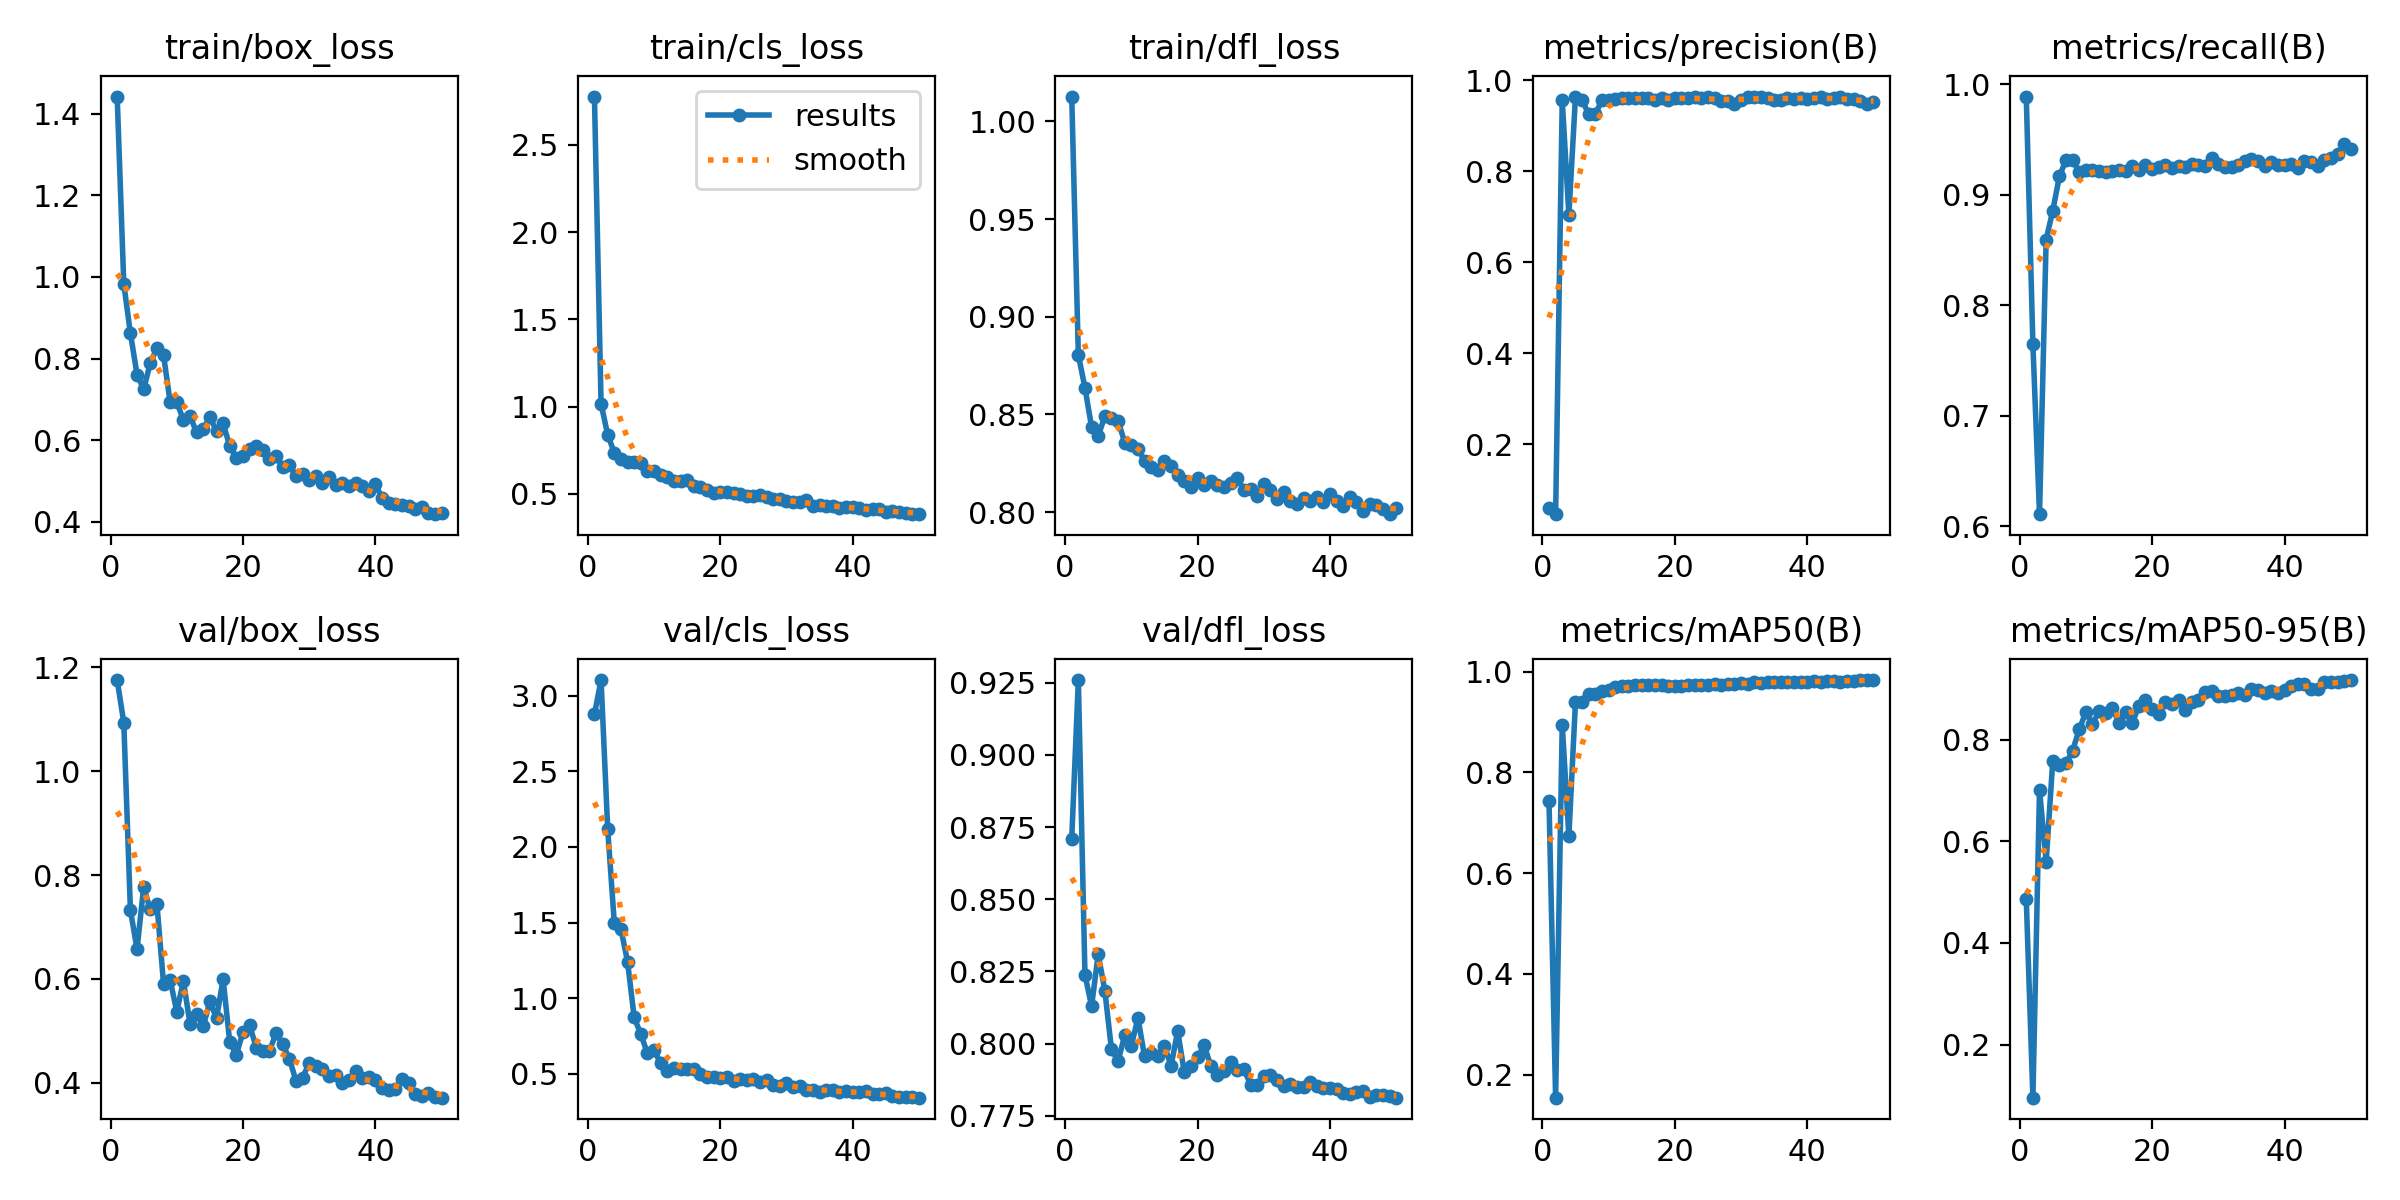 train/box_loss
1.4
1.2
1.0
0.8
0.6
0.4
0 20 40
train/cls_loss
results
smooth
2.5
2.0
1.5
1.0
0.5
0 20 40
train/dfl_loss
1.00
0.95
0.90
0.85
0.80
0 20 40
metrics/precision(B)
1.0
0.8
0.6
0.4
0.2
0 20 40
metrics/recall(B)
1.0
0.9
0.8
0.7
0.6
0 20 40
val/box_loss
1.2
1.0
0.8
0.6
0.4
0 20 40
val/cls_loss
3.0
2.5
2.0
1.5
1.0
0.5
0 20 40
val/dfl_loss
0.925
0.900
0.875
0.850
0.825
0.800
0.775
0 20 40
metrics/mAP50(B)
1.0
0.8
0.6
0.4
0.2
0 20 40
metrics/mAP50-95(B)
0.8
0.6
0.4
0.2
0 20 40